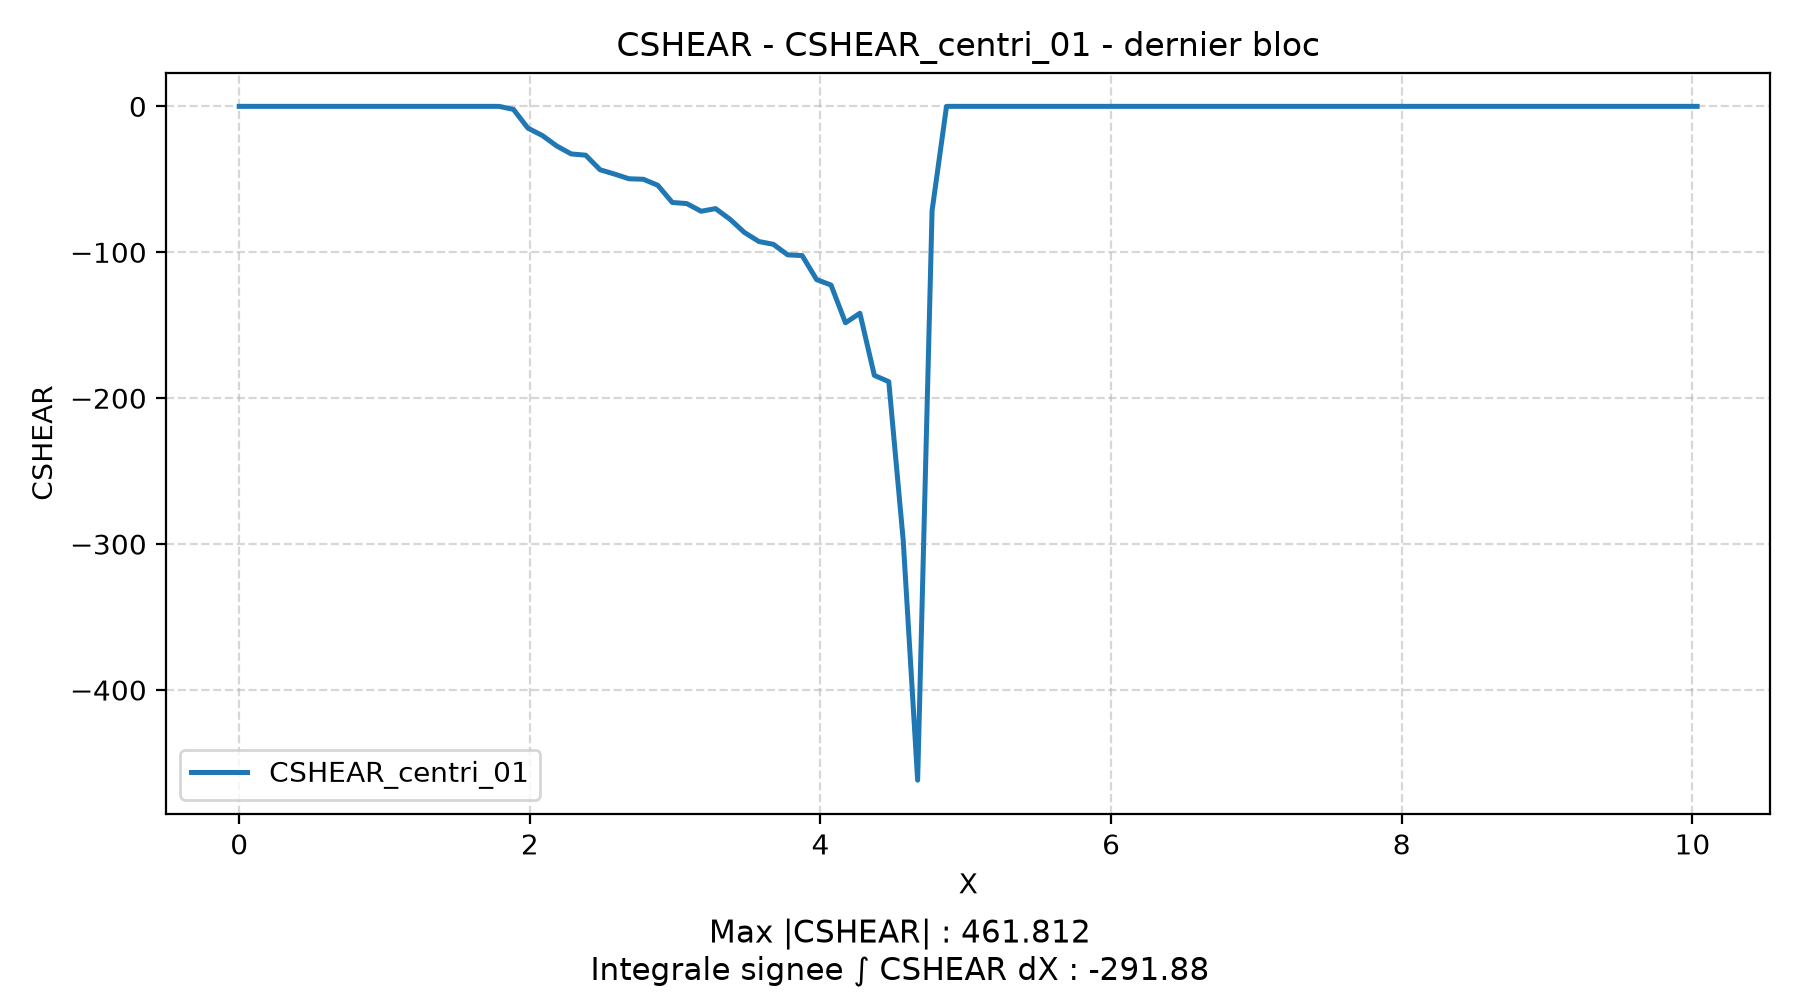 CSHEAR - CSHEAR_centri_01 - dernier bloc
0
−100
−200
−300
−400
CSHEAR
CSHEAR_centri_01
0 2 4 6 8 10
X
Max |CSHEAR| : 461.812
Integrale signee ∫ CSHEAR dX : -291.88